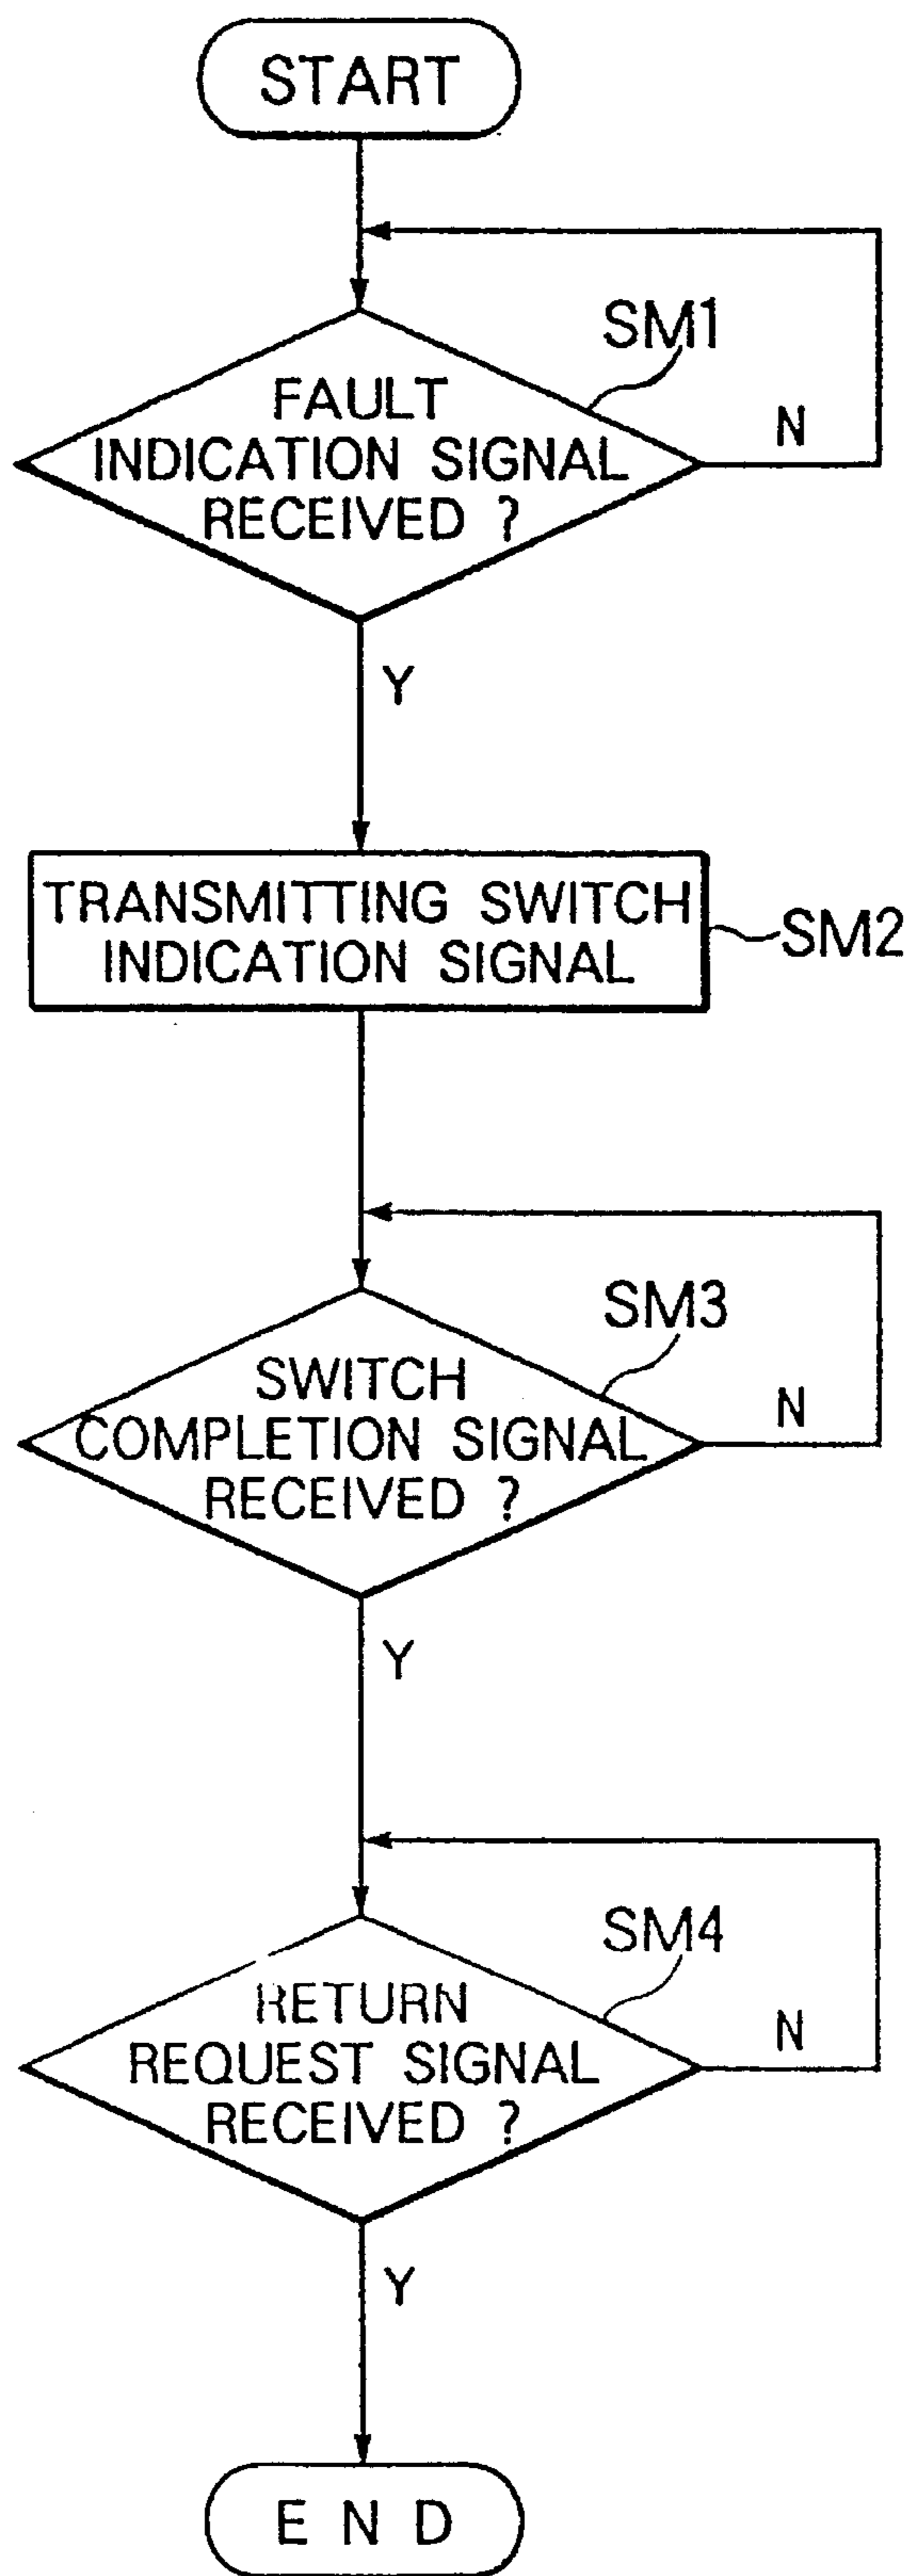 START
SM1
FAULT
INDICATION SIGNAL
RECEIVED ?
N
Y
TRANSMITTING SWITCH
INDICATION SIGNAL
SM2
SM3
SWITCH
COMPLETION SIGNAL
RECEIVED ?
N
Y
SM4
RETURN
REQUEST SIGNAL
RECEIVED ?
N
Y
END